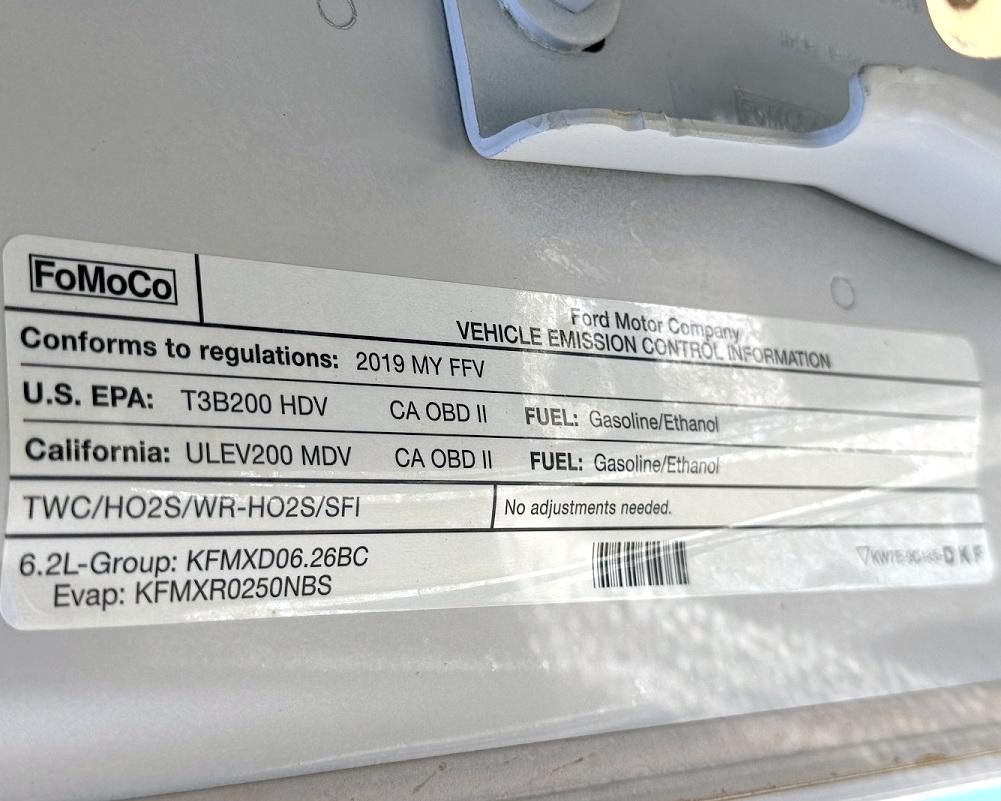 FoMoCo
FoMoCo
Ford Motor Company
VEHICLE EMISSION CONTROL INFORMATION
Conforms to regulations: 2019 MY FFV
U.S. EPA: T3B200 HDV CA OBD II FUEL: Gasoline/Ethanol
California: ULEV200 MDV CA OBD II FUEL: Gasoline/Ethanol
TWC/HO2S/WR-HO2S/SFI No adjustments needed.
6.2L-Group: KFMXD06.26BC
Evap: KFMXR0250NBS
D K F